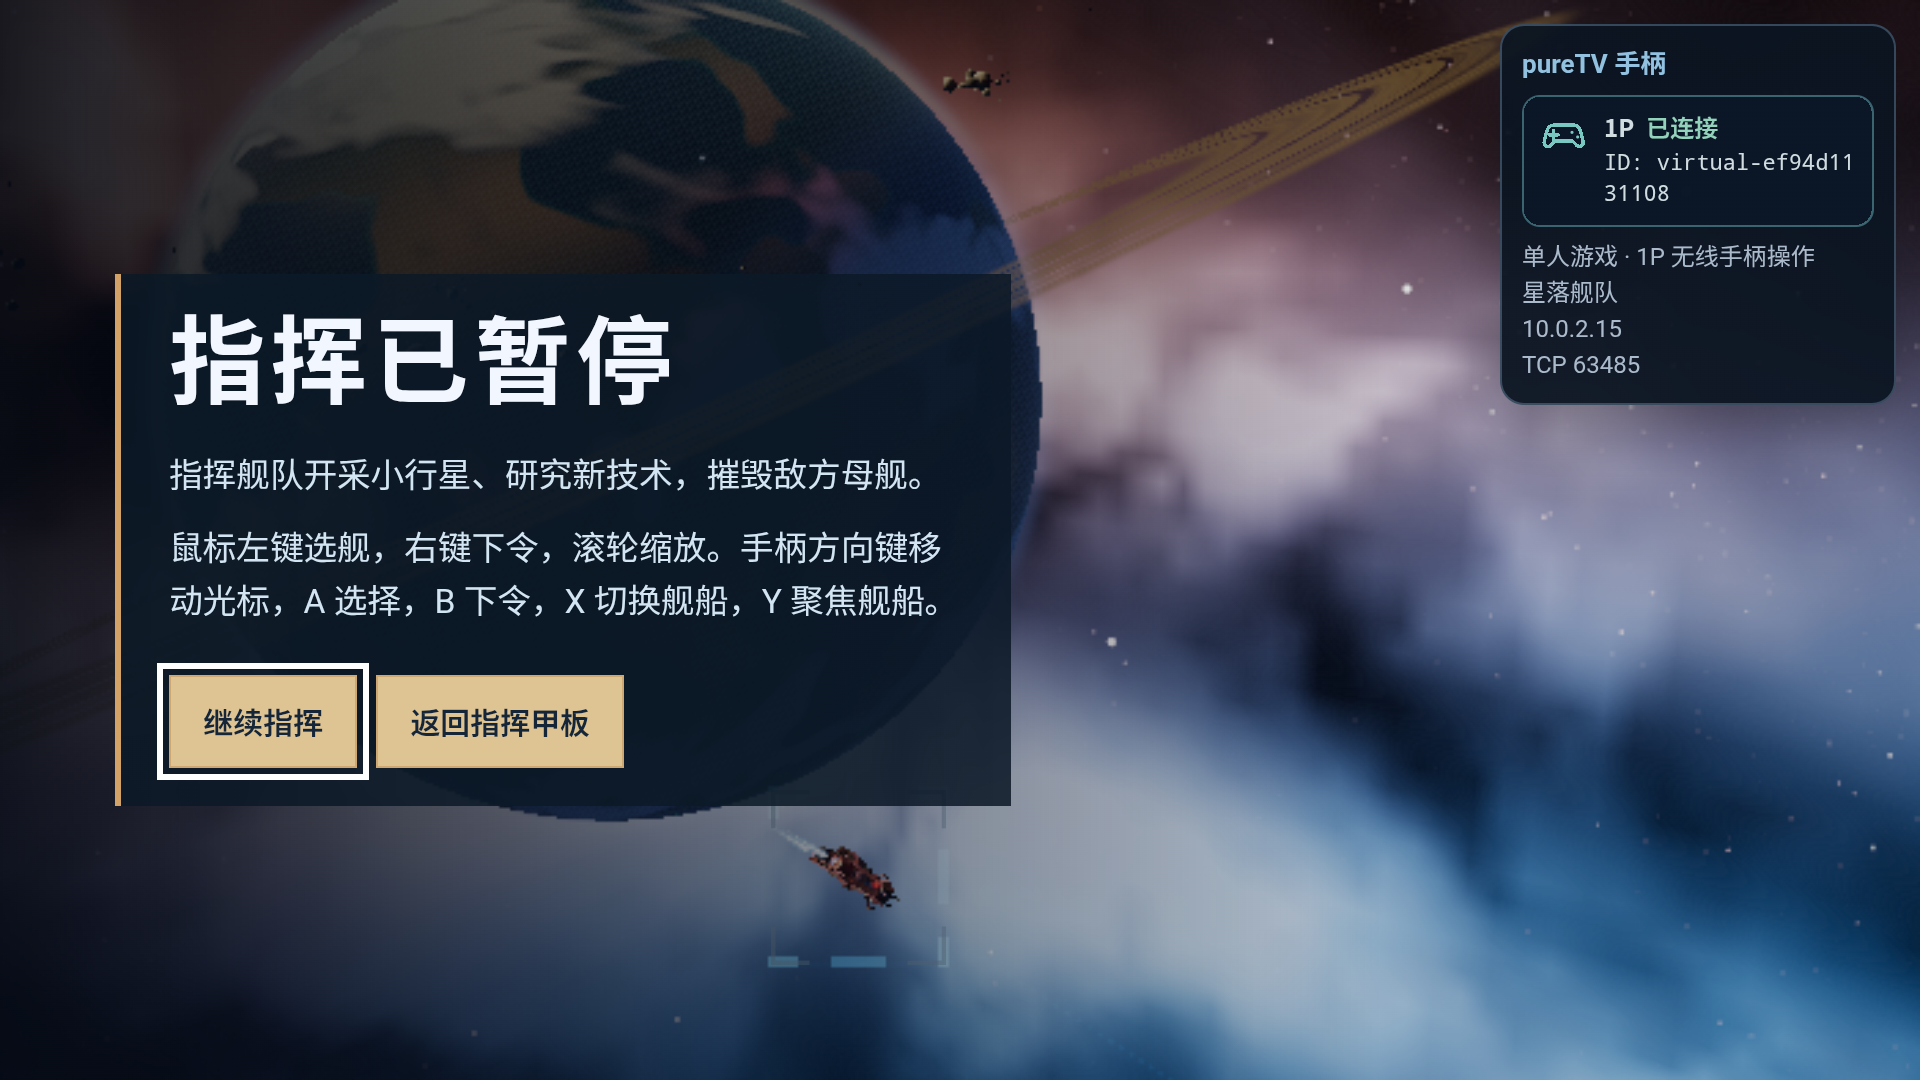 指挥已暂停
指挥舰队开采小行星、研究新技术，摧毁敌方母舰。
鼠标左键选舰，右键下令，滚轮缩放。手柄方向键移
动光标，A 选择，B 下令，X 切换舰船，Y 聚焦舰船。
继续指挥
返回指挥甲板
pureTV 手柄
1P 已连接
ID: virtual-ef94d11
31108
单人游戏 · 1P 无线手柄操作
星落舰队
10.0.2.15
TCP 63485